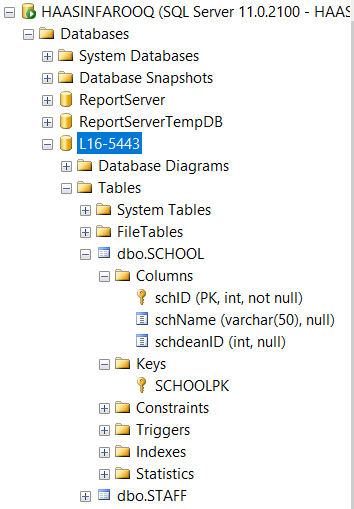 HAASINFAROOQ (SQL Server 11.0.2100 - HAAS
Databases
System Databases
Database Snapshots
ReportServer
ReportServerTempDB
L16-5443
Database Diagrams
Tables
System Tables
FileTables
dbo.SCHOOL
Columns
schID (PK, int, not null)
schName (varchar(50), null)
schdeanID (int, null)
Keys
SCHOOLPK
Constraints
Triggers
Indexes
Statistics
dbo.STAFF